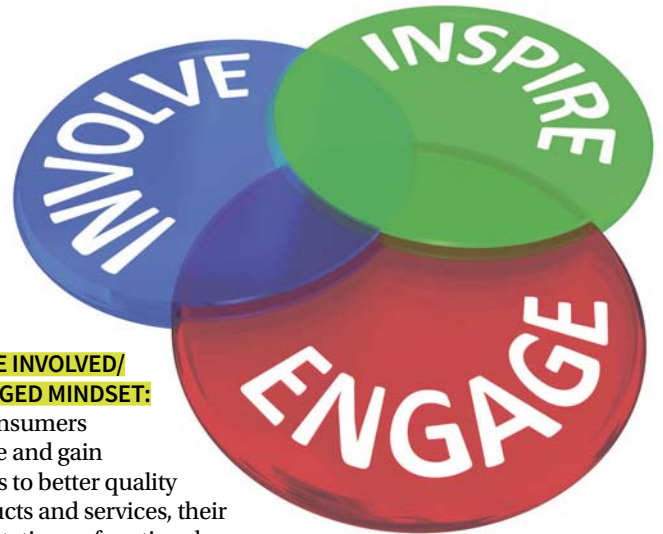 INVOLVE
INSPIRE
ENGAGE
E INVOLVED/
GED MINDSET:
nsumers
e and gain
s to better quality
ucts and services, their